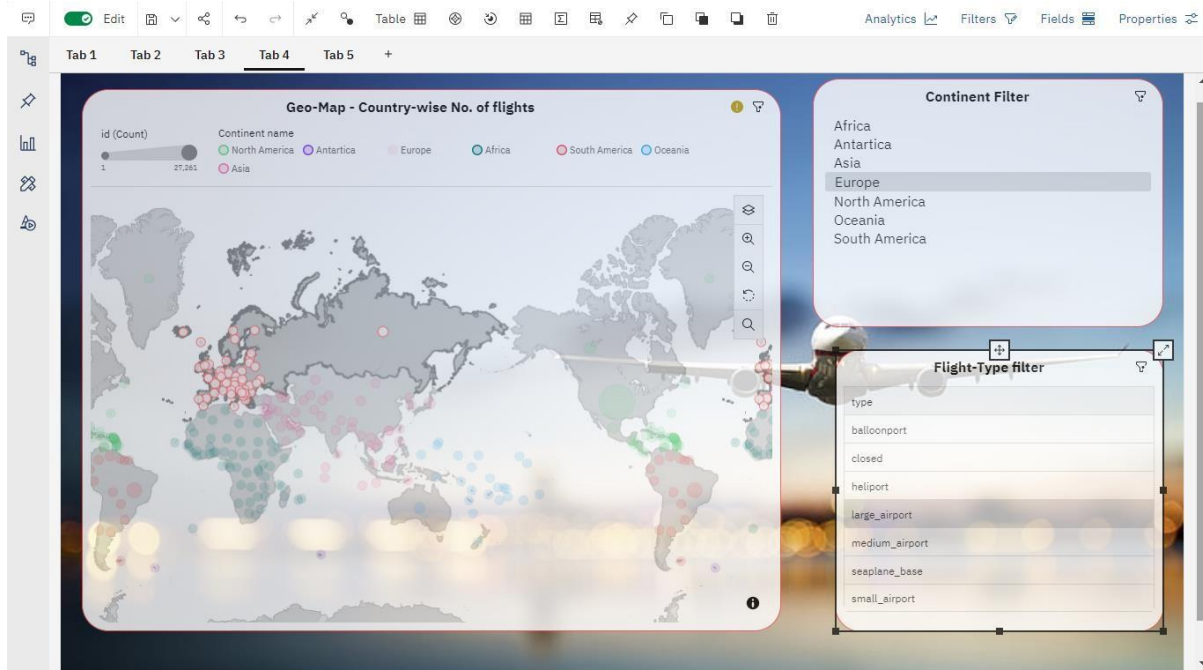 Edit
Table
Analytics
Filters
Fields
Properties
Tab 1
Tab 2
Tab 3
Tab 4
Tab 5
+
Geo-Map - Country-wise No. of flights
id (Count)
1
27,261
Continent name
North America
Antartica
Europe
Africa
South America
Oceania
Asia
Continent Filter
Africa
Antartica
Asia
Europe
North America
Oceania
South America
Flight-Type filter
type
balloonport
closed
heliport
large_airport
medium_airport
seaplane_base
small_airport